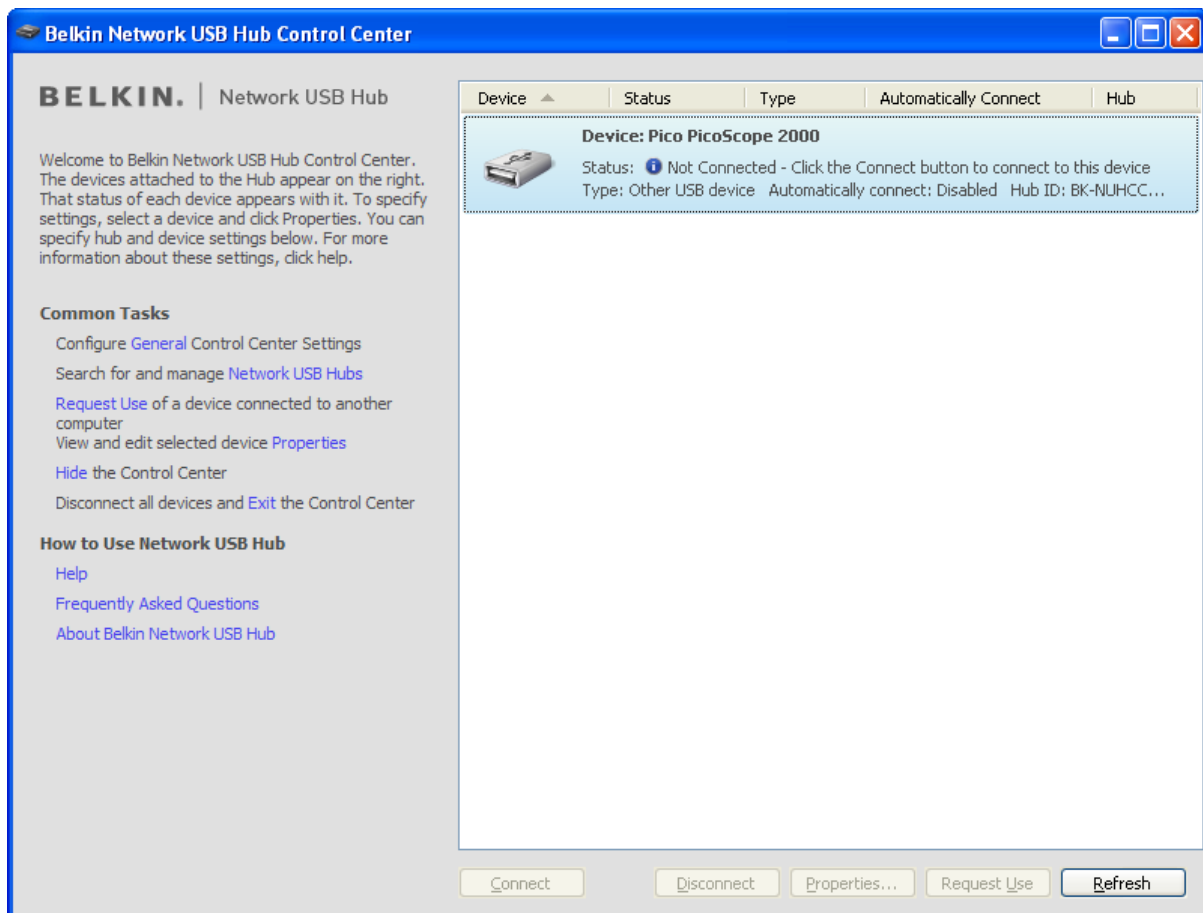 Belkin Network USB Hub Control Center
BELKIN. | Network USB Hub
Welcome to Belkin Network USB Hub Control Center.
The devices attached to the Hub appear on the right.
That status of each device appears with it. To specify
settings, select a device and click Properties. You can
specify hub and device settings below. For more
information about these settings, click help.
Common Tasks
Configure General Control Center Settings
Search for and manage Network USB Hubs
Request Use of a device connected to another
computer
View and edit selected device Properties
Hide the Control Center
Disconnect all devices and Exit the Control Center
How to Use Network USB Hub
Help
Frequently Asked Questions
About Belkin Network USB Hub
Device Status Type Automatically Connect Hub
Device: Pico PicoScope 2000
Status: Not Connected - Click the Connect button to connect to this device
Type: Other USB device Automatically connect: Disabled Hub ID: BK-NUHCC...
Connect Disconnect Properties... Request Use Refresh